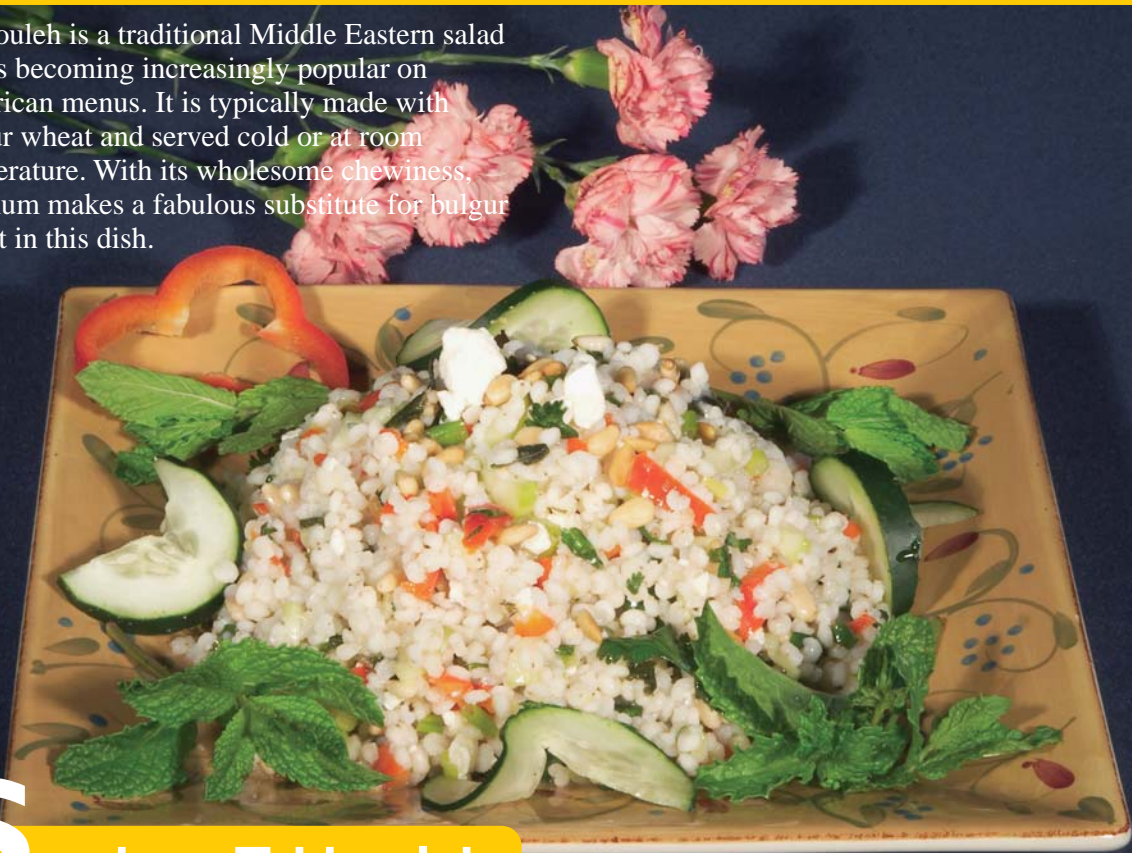 ouleh is a traditional Middle Eastern salad
s becoming increasingly popular on
rican menus. It is typically made with
ur wheat and served cold or at room
erature. With its wholesome chewiness,
um makes a fabulous substitute for bulgur
t in this dish.
S